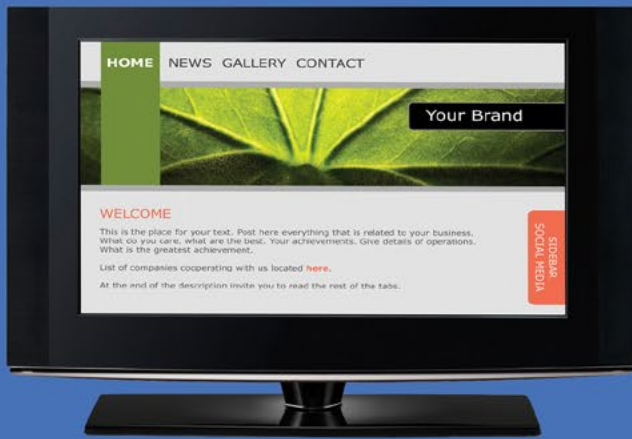 HOME NEWS GALLERY CONTACT
Your Brand
WELCOME
This is the place for your text. Post here everything that is related to your business.
What do you care, what are the best. Your achievements. Give details of operations.
What is the greatest achievement.
List of companies cooperating with us located here.
At the end of the description invite you to read the rest of the tabs.
SIDEBAR
SOCIAL MEDIA